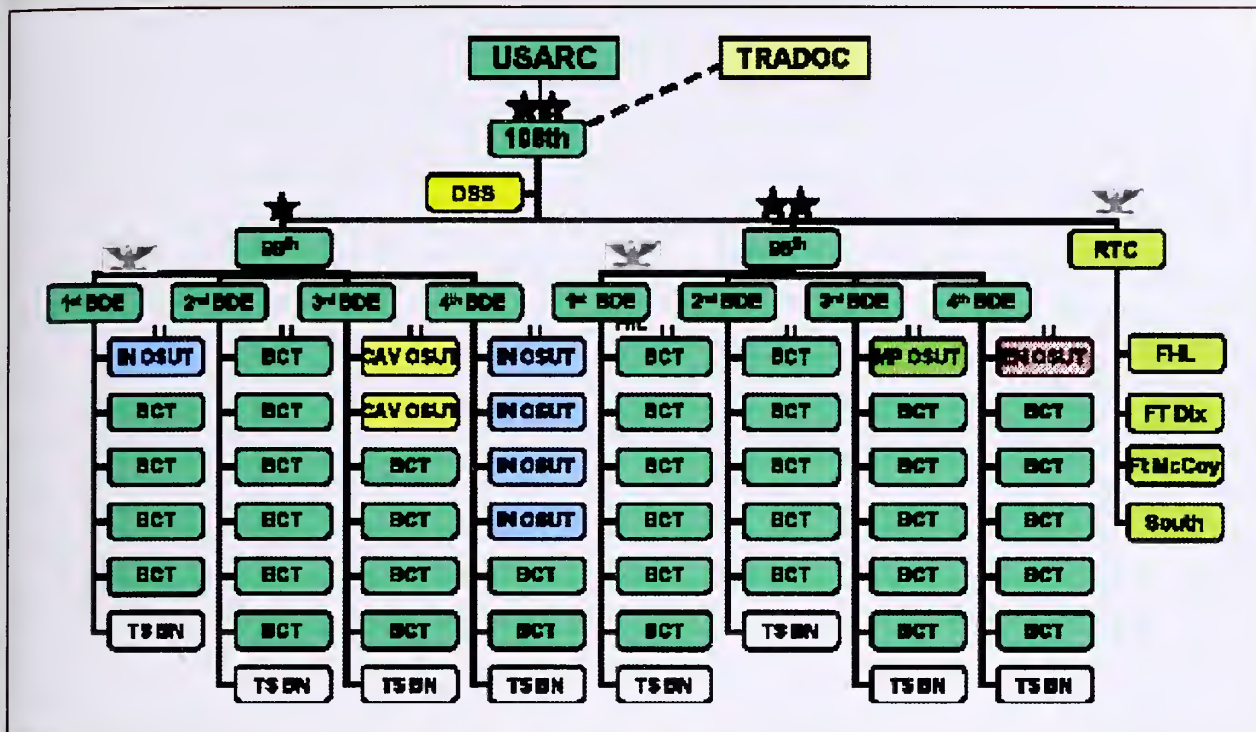 USARC TRADOC
108th
DSS
98th 95th RTC
1st BDE 2nd BDE 3rd BDE 4th BDE 1st BDE 2nd BDE 3rd BDE 4th BDE
IN OSUT BCT CAV OSUT IN OSUT BCT BCT MP OSUT EN OSUT FHL
BCT BCT CAV OSUT IN OSUT BCT BCT BCT BCT FT Dix
BCT BCT BCT IN OSUT BCT BCT BCT BCT Ft McCoy
BCT BCT BCT IN OSUT BCT BCT BCT BCT South
BCT BCT BCT BCT BCT BCT BCT BCT
TS BN BCT BCT BCT BCT TS BN BCT BCT
TS BN TS BN TS BN TS BN TS BN TS BN